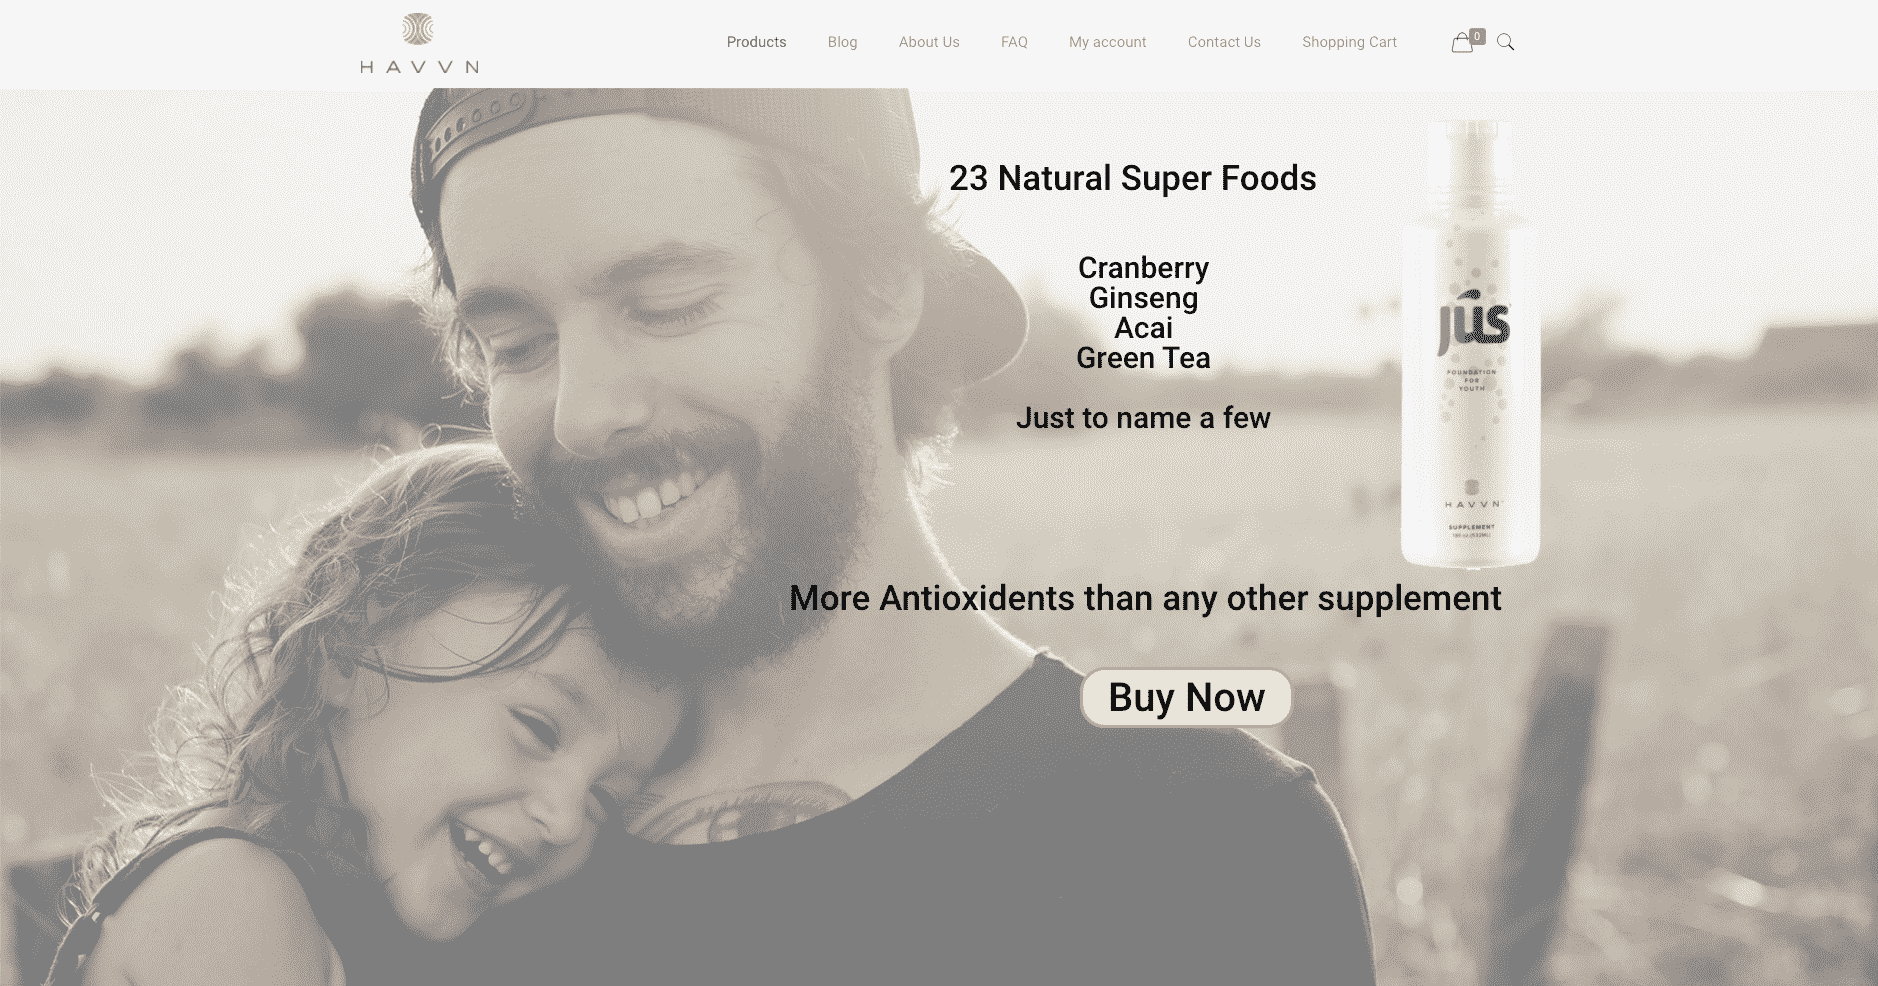 HAVVN
Products Blog About Us FAQ My account Contact Us Shopping Cart 0
23 Natural Super Foods
Cranberry
Ginseng
Acai
Green Tea
Just to name a few
jūs
FOUNDATION
FOR
YOUTH
HAVVN
SUPPLEMENT
More Antioxidents than any other supplement
Buy Now